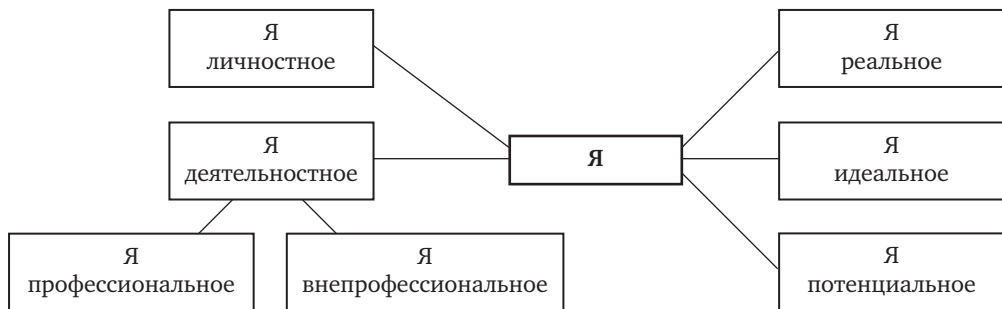 Я
личностное
Я
реальное
Я
деятельностное
Я
Я
идеальное
Я
профессиональное
Я
внепрофессиональное
Я
потенциальное